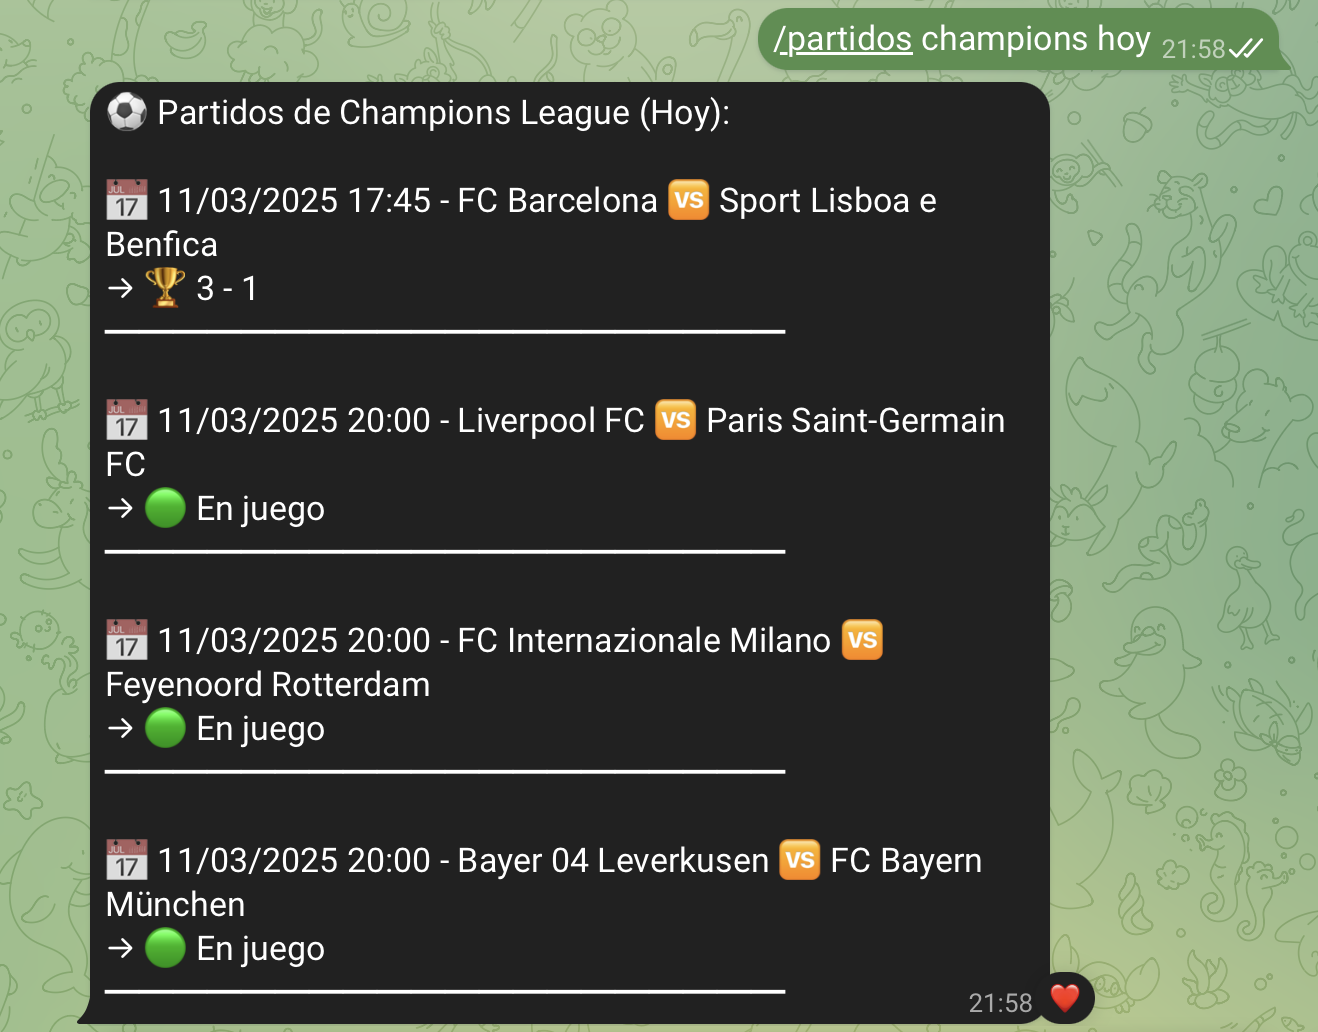 /partidos champions hoy 21:58
⚽ Partidos de Champions League (Hoy):
📅 11/03/2025 17:45 - FC Barcelona 🆚 Sport Lisboa e
Benfica
→ 🏆 3 - 1
📅 11/03/2025 20:00 - Liverpool FC 🆚 Paris Saint-Germain
FC
→ 🟢 En juego
📅 11/03/2025 20:00 - FC Internazionale Milano 🆚
Feyenoord Rotterdam
→ 🟢 En juego
📅 11/03/2025 20:00 - Bayer 04 Leverkusen 🆚 FC Bayern
München
→ 🟢 En juego
21:58 ❤️